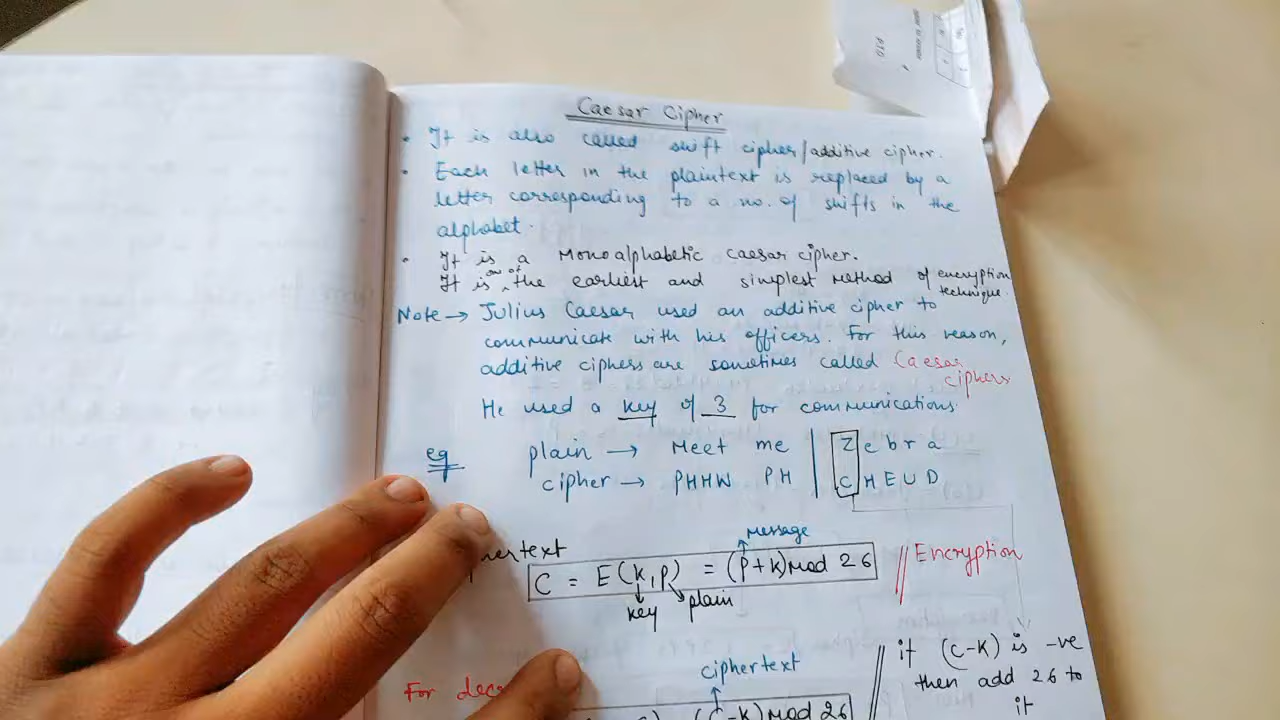 Caesar Cipher
• It is also called shift cipher/additive cipher.
• Each letter in the plaintext is replaced by a
letter corresponding to a no. of shifts in the
alphabet.
• It is a Monoalphabetic caesar cipher.
It is one of the earliest and simplest method of encryption
technique.
Note → Julius Caesar used an additive cipher to
communicate with his officers. For this reason,
additive ciphers are sometimes called Caesar
ciphers
He used a key of 3 for communications.
eg plain → Meet me | Zebra
cipher → PHHW PH | CHEUD
message
hertext
C = E(k,p) = (P+k)mod 26 // Encryption
key plain
if (C-K) is -ve
ciphertext
then add 26 to
For dec
it
(C-k)mod 26
P.T.O